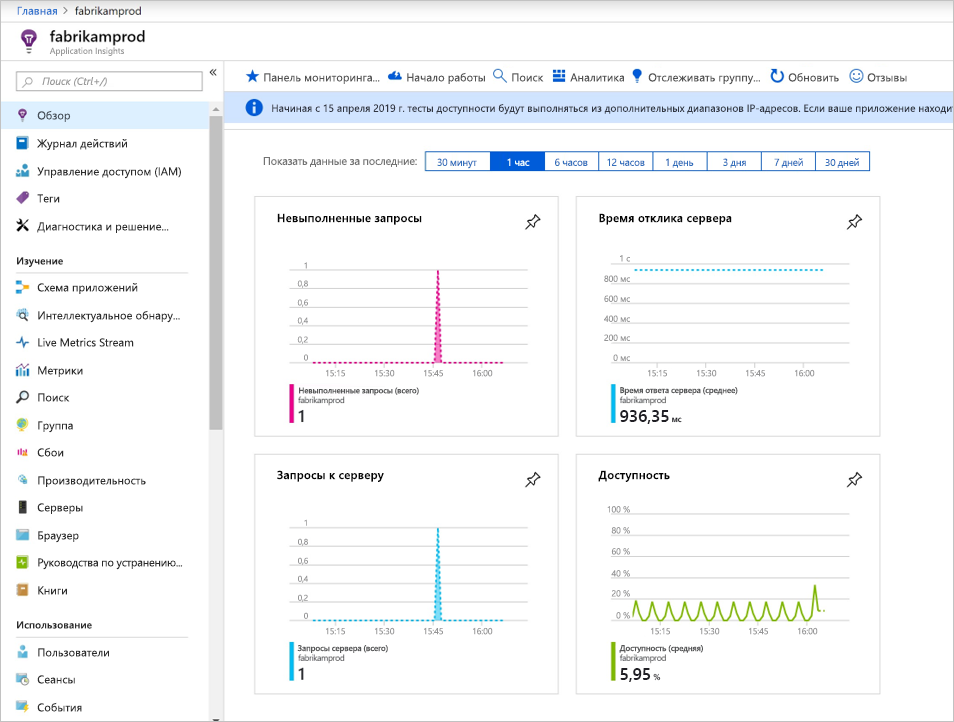 Главная > fabrikamprod
fabrikamprod
Application Insights
Поиск (Ctrl+/)
«
Обзор
Журнал действий
Управление доступом (IAM)
Теги
Диагностика и решение...
Изучение
Схема приложений
Интеллектуальное обнару...
Live Metrics Stream
Метрики
Поиск
Группа
Сбои
Производительность
Серверы
Браузер
Руководства по устранению...
Книги
Использование
Пользователи
Сеансы
События
Панель мониторинга... Начало работы Поиск Аналитика Отслеживать группу... Обновить Отзывы
Начиная с 15 апреля 2019 г. тесты доступности будут выполняться из дополнительных диапазонов IP-адресов. Если ваше приложение находит
Показать данные за последние: 30 минут 1 час 6 часов 12 часов 1 день 3 дня 7 дней 30 дней
Невыполненные запросы
1
0,8
0,6
0,4
0,2
0
15:15 15:30 15:45 16:00
Невыполненные запросы (всего)
fabrikamprod
1
Время отклика сервера
1 с
800 мс
600 мс
400 мс
200 мс
0 мс
15:15 15:30 15:45 16:00
Время ответа сервера (среднее)
fabrikamprod
936,35 мс
Запросы к серверу
1
0,8
0,6
0,4
0,2
0
15:15 15:30 15:45 16:00
Запросы сервера (всего)
fabrikamprod
1
Доступность
100 %
80 %
60 %
40 %
20 %
0 %
15:15 15:30 15:45 16:00
Доступность (средняя)
fabrikamprod
5,95 %